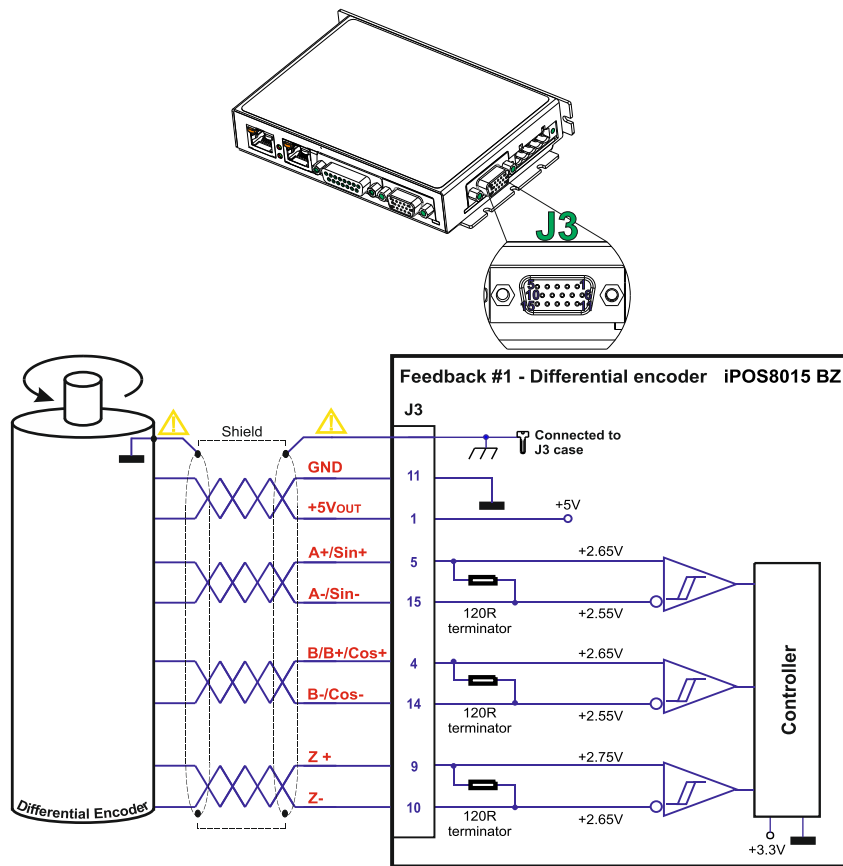 J3
Feedback #1 - Differential encoder iPOS8015 BZ
J3
Shield
Connected to
J3 case
GND
11
+5VOUT
1
+5V
A+/Sin+
5
+2.65V
A-/Sin-
15
120R
terminator
+2.55V
B/B+/Cos+
4
+2.65V
B-/Cos-
14
120R
terminator
+2.55V
Z +
9
+2.75V
Z-
10
120R
terminator
+2.65V
Controller
+3.3V
Differential Encoder